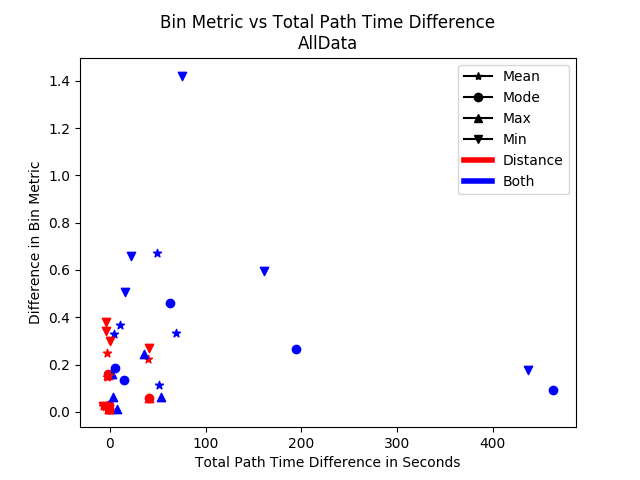 Bin Metric vs Total Path Time Difference
AllData
Mean
Mode
Max
Min
Distance
Both
Difference in Bin Metric
1.4
1.2
1.0
0.8
0.6
0.4
0.2
0.0
0
100
200
300
400
Total Path Time Difference in Seconds